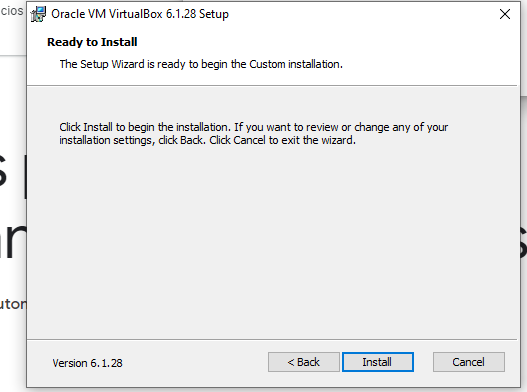 cios
Oracle VM VirtualBox 6.1.28 Setup
Ready to Install
The Setup Wizard is ready to begin the Custom installation.
Click Install to begin the installation. If you want to review or change any of your
installation settings, click Back. Click Cancel to exit the wizard.
s p
an
s
utom
Version 6.1.28
< Back
Install
Cancel